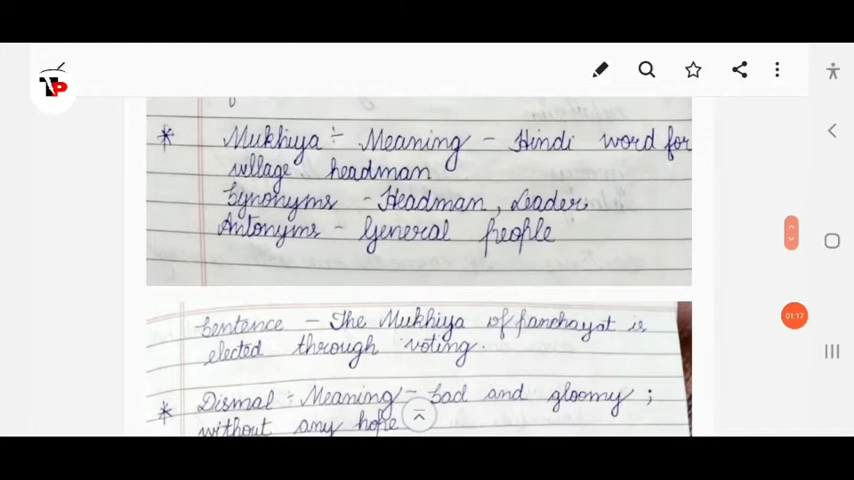 * Mukhiya ÷ Meaning - Hindi word for
village headman
Synonyms - Headman, Leader
Antonyms - General people
Sentence - The Mukhiya of panchayat is
elected through voting.
* Dismal ÷ Meaning - Sad and gloomy ;
without any hope
01:17